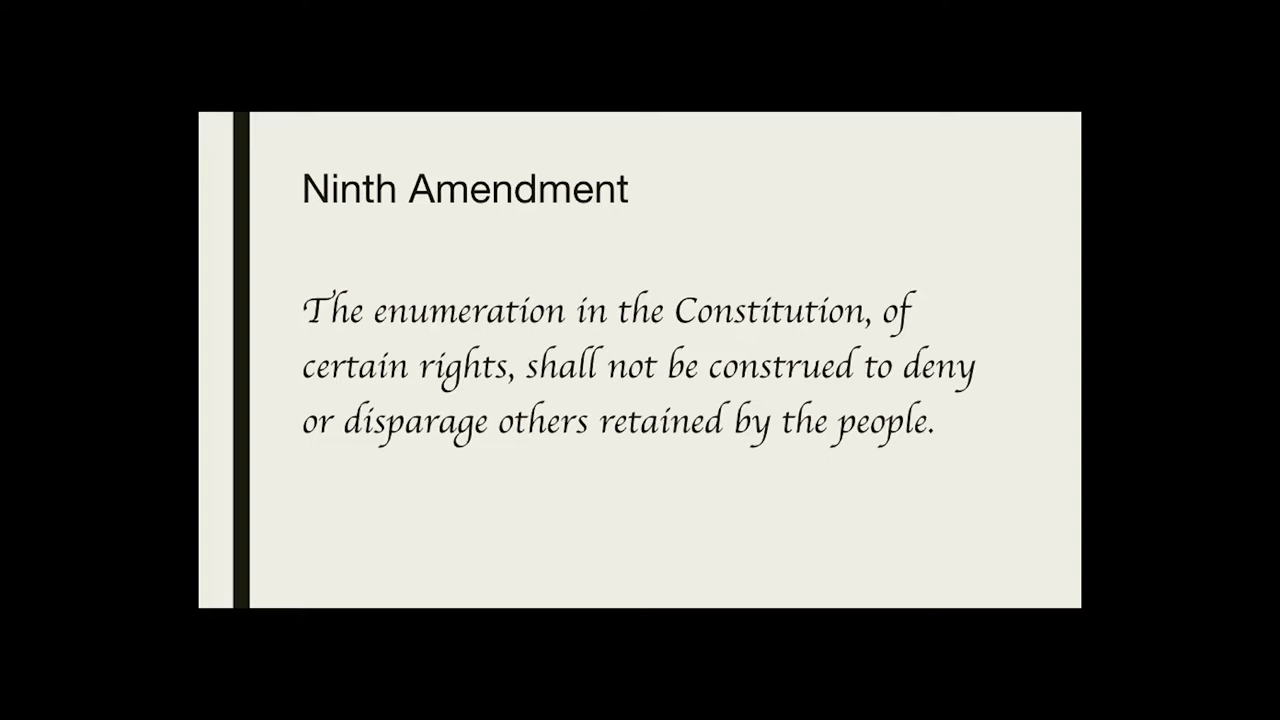 Ninth Amendment
The enumeration in the Constitution, of
certain rights, shall not be construed to deny
or disparage others retained by the people.